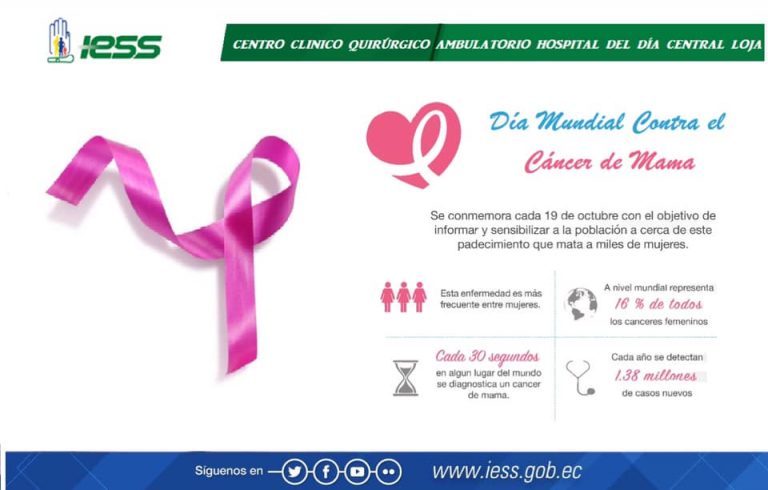 IESS
CENTRO CLINICO QUIRÚRGICO AMBULATORIO HOSPITAL DEL DÍA CENTRAL LOJA
Día Mundial Contra el
Cáncer de Mama
Se conmemora cada 19 de octubre con el objetivo de
informar y sensibilizar a la población a cerca de este
padecimiento que mata a miles de mujeres.
Esta enfermedad es más
frecuente entre mujeres.
A nivel mundial representa
16 % de todos
los canceres femeninos
Cada 30 segundos
en algun lugar del mundo
se diagnostica un cancer
de mama.
Cada año se detectan
1.38 millones
de casos nuevos
Síguenos en
www.iess.gob.ec